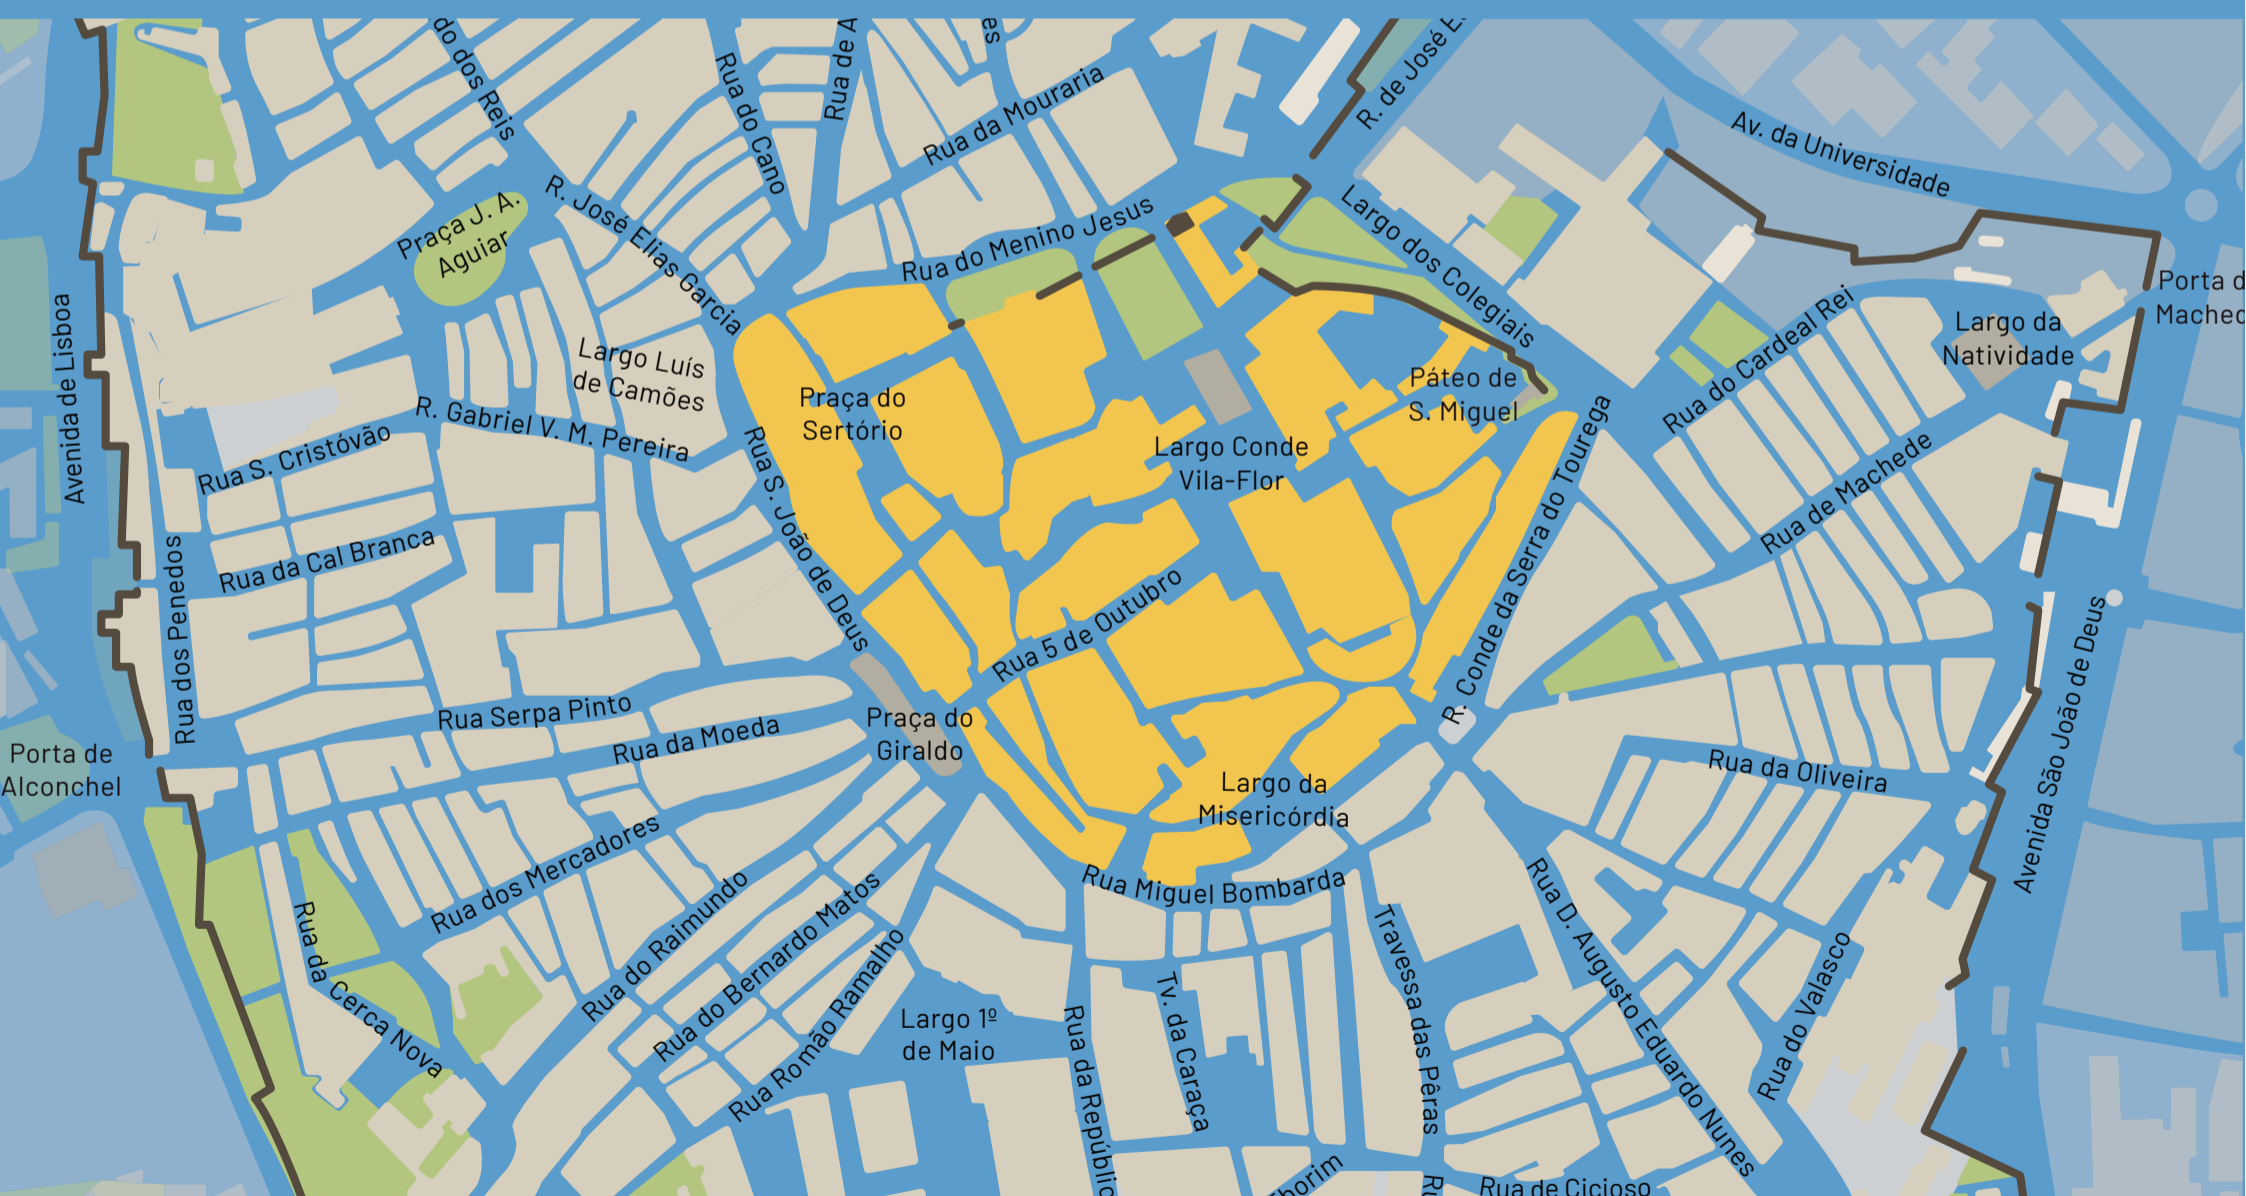 do dos Reis
Rua do Cano
Rua de A
es
Rua da Mouraria
R. de José E.
Av. da Universidade
Praça J. A.
Aguiar
R. José Elias Garcia
Rua do Menino Jesus
Largo dos Colegiais
Porta d
Mached
Avenida de Lisboa
Largo Luís
de Camões
Praça do
Sertório
Páteo de
S. Miguel
Rua do Cardeal Rei
Largo da
Natividade
R. Gabriel V. M. Pereira
Rua S. Cristóvão
Largo Conde
Vila-Flor
Rua S. João de Deus
R. Conde da Serra do Tourega
Rua de Machede
Rua da Cal Branca
Rua dos Penedos
Rua 5 de Outubro
Avenida São João de Deus
Rua Serpa Pinto
Rua da Moeda
Praça do
Giraldo
Porta de
Alconchel
Largo da
Misericórdia
Rua da Oliveira
Rua dos Mercadores
Rua Miguel Bombarda
Rua do Raimundo
Rua do Bernardo Matos
Rua Romão Ramalho
Rua da Cerca Nova
Largo 1º
de Maio
Rua da Repúblic
Tv. da Caraça
Travessa das Pêras
Rua D. Augusto Eduardo Nunes
Rua do Valasco
borim
Ru
Rua de Cicioso